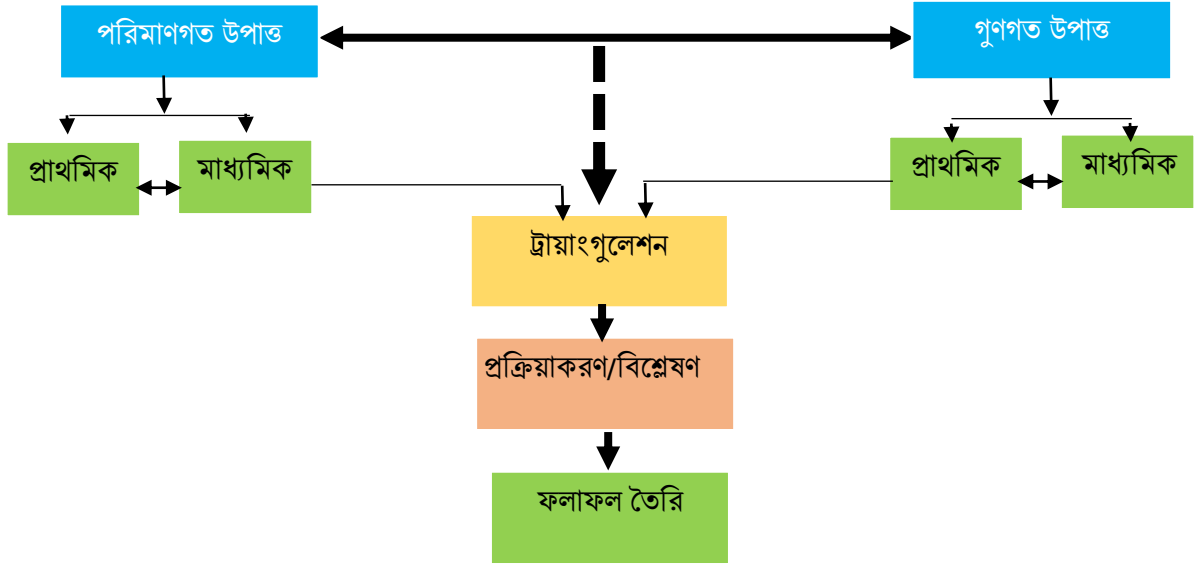 পরিমাণগত উপাত্ত
গুণগত উপাত্ত
প্রাথমিক
মাধ্যমিক
প্রাথমিক
মাধ্যমিক
ট্রায়াংগুলেশন
প্রক্রিয়াকরণ/বিশ্লেষণ
ফলাফল তৈরি